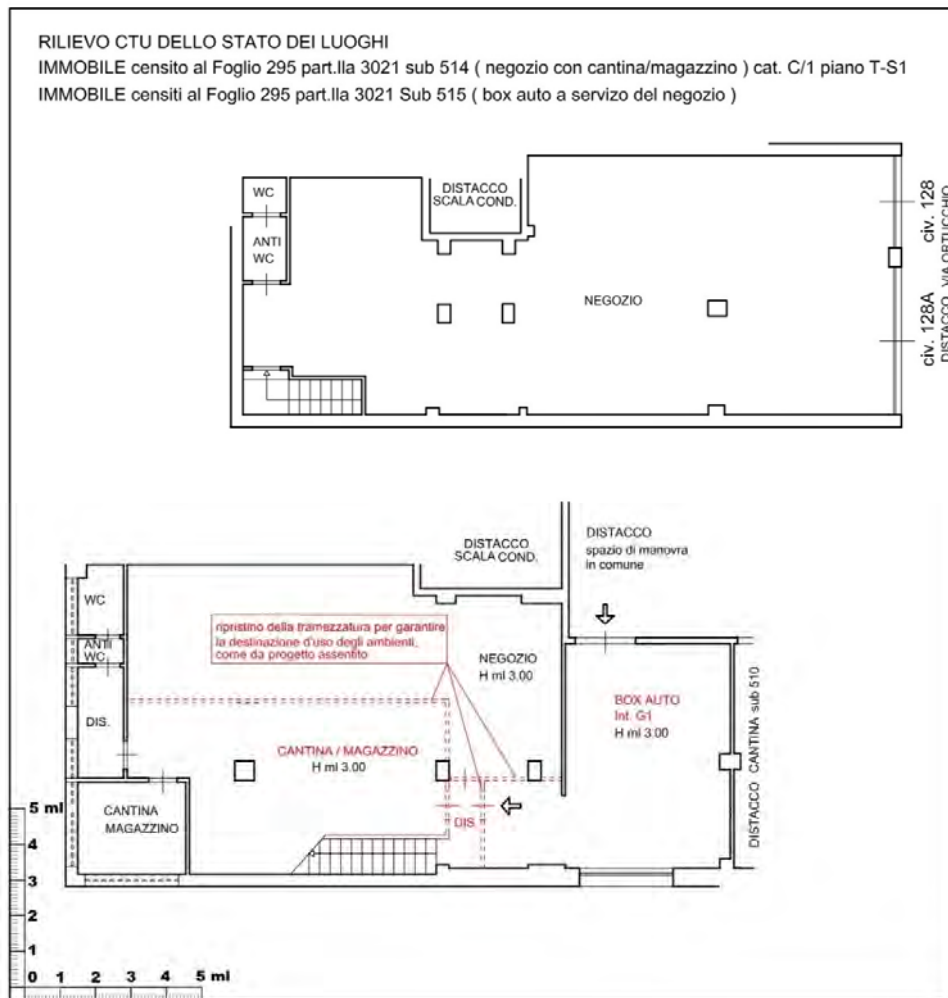 RILIEVO CTU DELLO STATO DEI LUOGHI
IMMOBILE censito al Foglio 295 part.lla 3021 sub 514 ( negozio con cantina/magazzino ) cat. C/1 piano T-S1
IMMOBILE censiti al Foglio 295 part.lla 3021 Sub 515 ( box auto a servizo del negozio )
WC
ANTI
WC
DISTACCO
SCALA COND.
NEGOZIO
civ. 128
civ. 128A
DISTACCO VIA ORTUCCHIO
DISTACCO
SCALA COND.
DISTACCO
spazio di manovra
in comune
WC
ANTI
WC
DIS.
ripristino della tramezzatura per garantire
la destinazione d'uso degli ambienti,
come da progetto assentito
NEGOZIO
H ml 3.00
BOX AUTO
Int. G1
H ml 3.00
CANTINA / MAGAZZINO
H ml 3.00
DIS.
CANTINA
MAGAZZINO
DISTACCO CANTINA sub 510
5 ml
4
3
2
1
0 1 2 3 4 5 ml